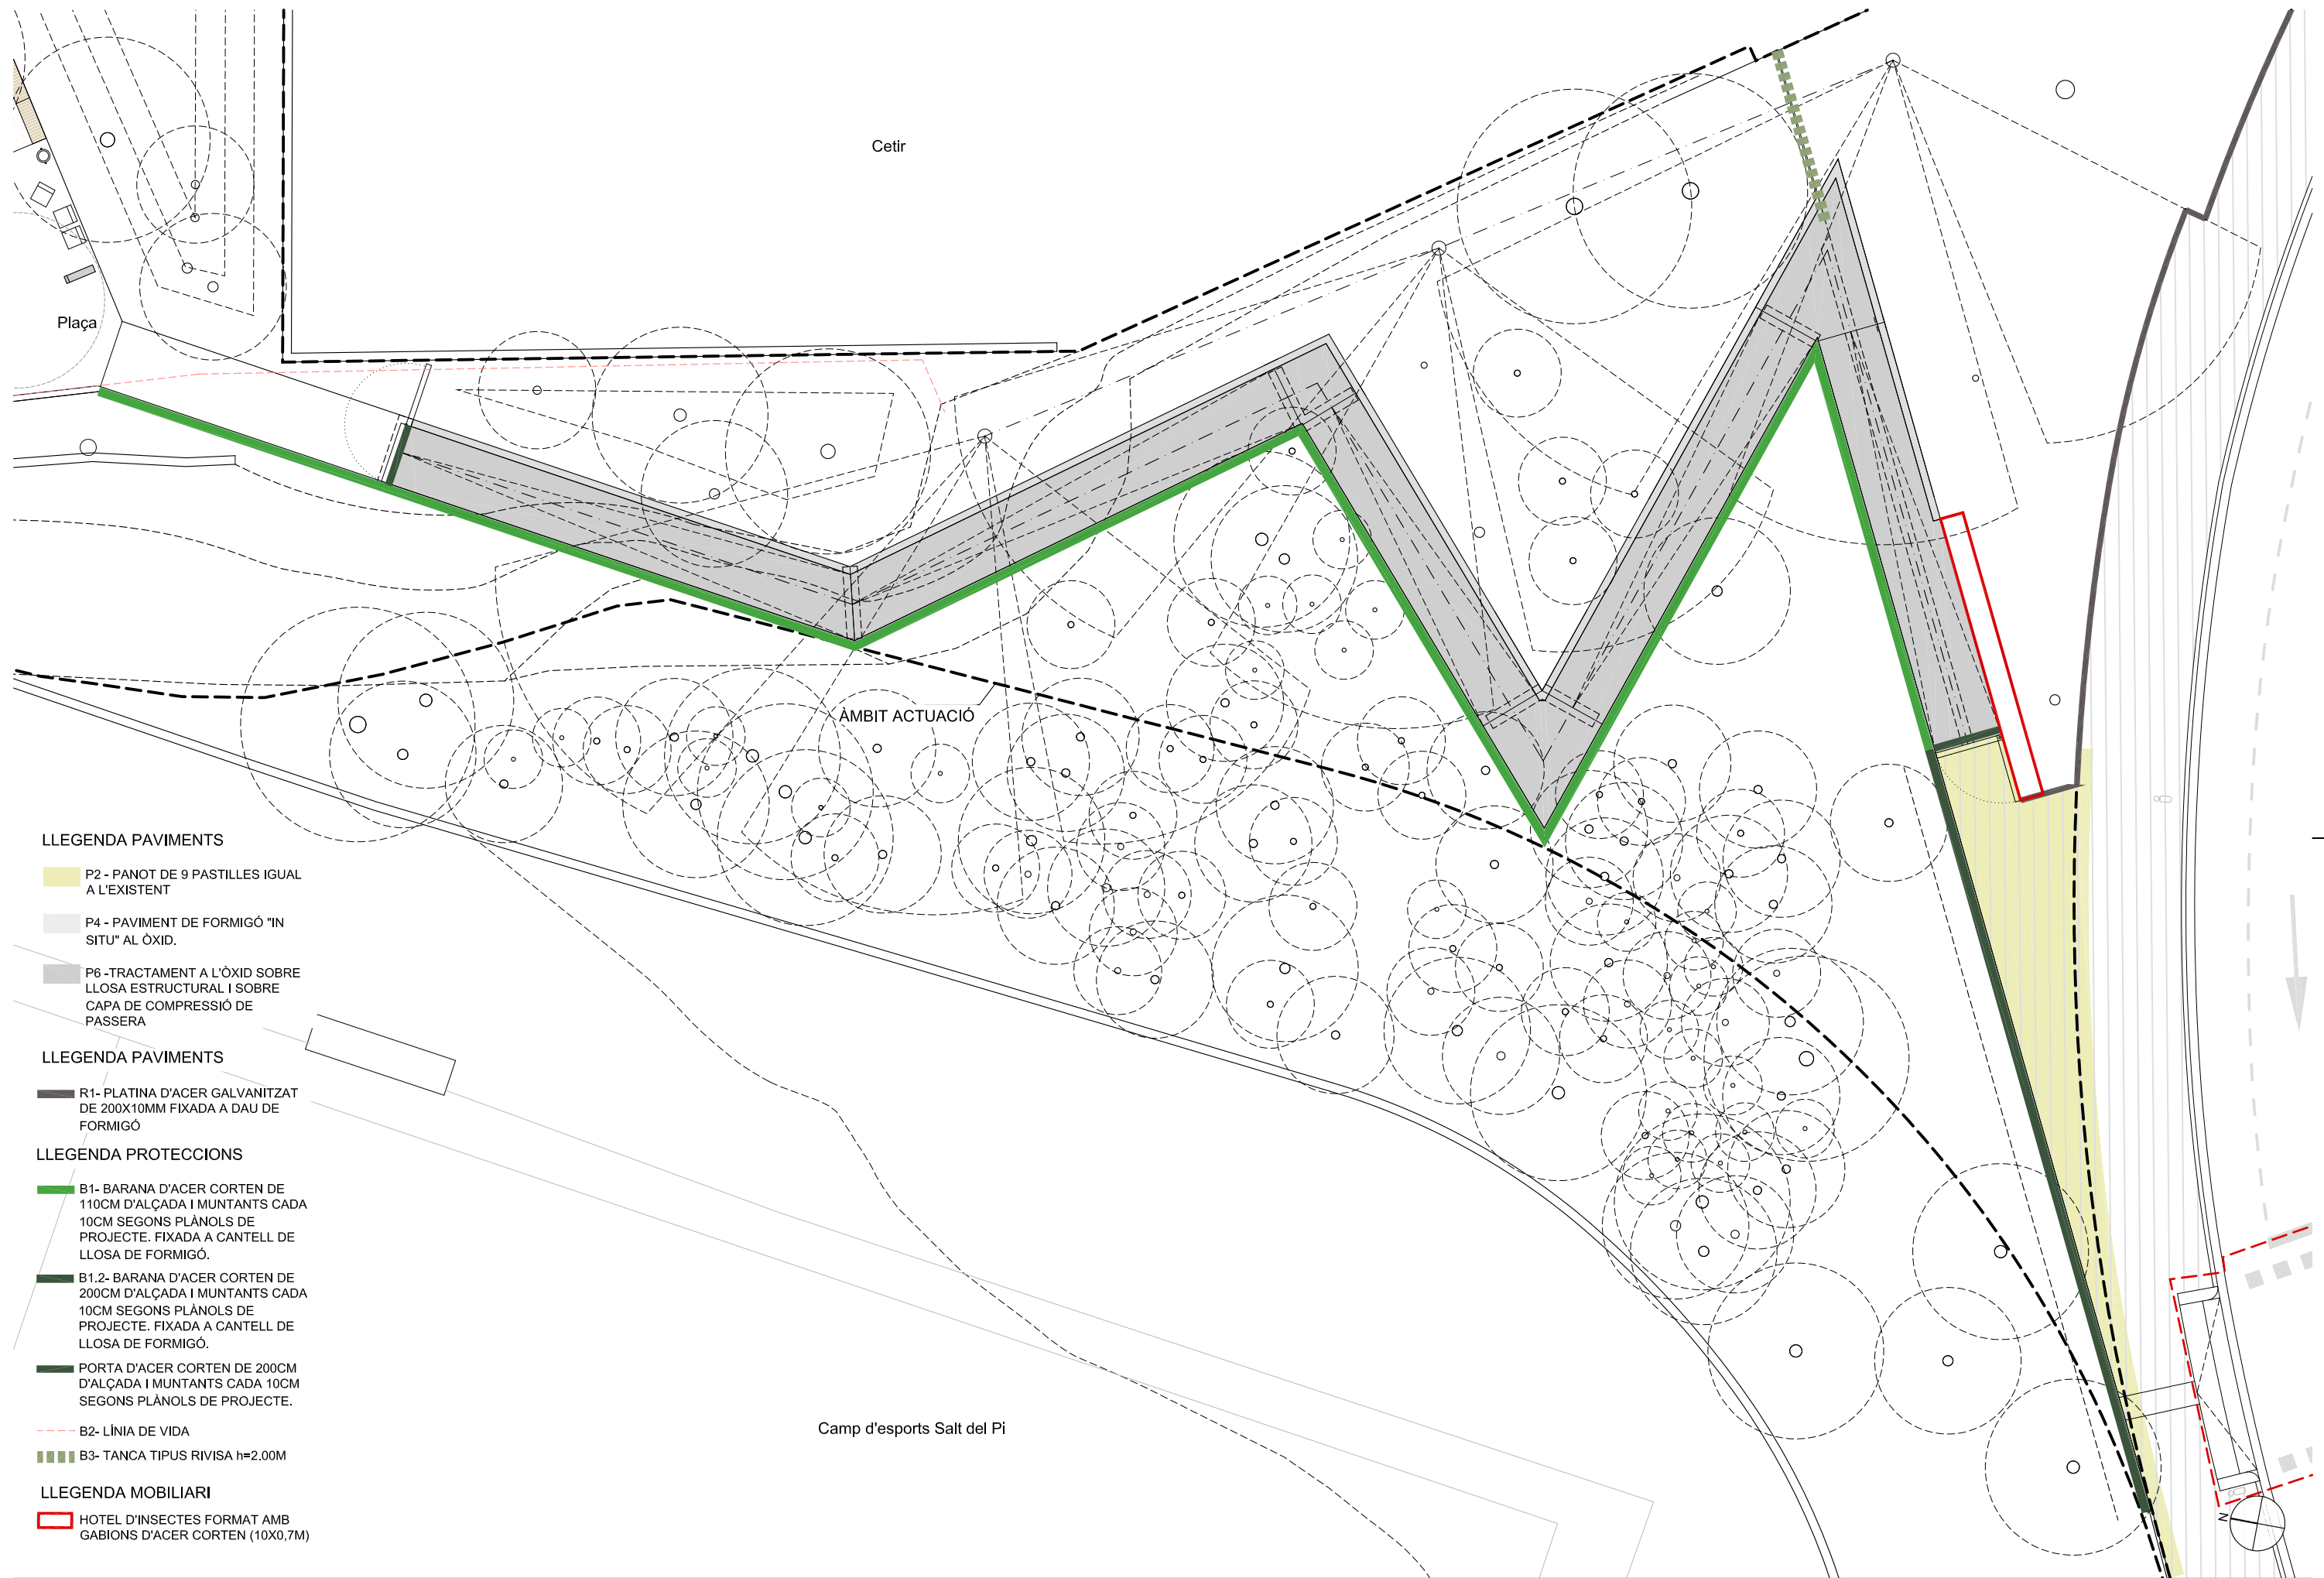 Cetir
Plaça
ÀMBIT ACTUACIÓ
LLEGENDA PAVIMENTS
P2 - PANOT DE 9 PASTILLES IGUAL
A L'EXISTENT
P4 - PAVIMENT DE FORMIGÓ "IN
SITU" AL ÒXID.
P6 -TRACTAMENT A L'ÒXID SOBRE
LLOSA ESTRUCTURAL I SOBRE
CAPA DE COMPRESSIÓ DE
PASSERA
LLEGENDA PAVIMENTS
R1- PLATINA D'ACER GALVANITZAT
DE 200X10MM FIXADA A DAU DE
FORMIGÓ
LLEGENDA PROTECCIONS
B1- BARANA D'ACER CORTEN DE
110CM D'ALÇADA I MUNTANTS CADA
10CM SEGONS PLÀNOLS DE
PROJECTE. FIXADA A CANTELL DE
LLOSA DE FORMIGÓ.
B1.2- BARANA D'ACER CORTEN DE
200CM D'ALÇADA I MUNTANTS CADA
10CM SEGONS PLÀNOLS DE
PROJECTE. FIXADA A CANTELL DE
LLOSA DE FORMIGÓ.
PORTA D'ACER CORTEN DE 200CM
D'ALÇADA I MUNTANTS CADA 10CM
SEGONS PLÀNOLS DE PROJECTE.
B2- LÍNIA DE VIDA
B3- TANCA TIPUS RIVISA h=2.00M
LLEGENDA MOBILIARI
HOTEL D'INSECTES FORMAT AMB
GABIONS D'ACER CORTEN (10X0,7M)
Camp d'esports Salt del Pi
N